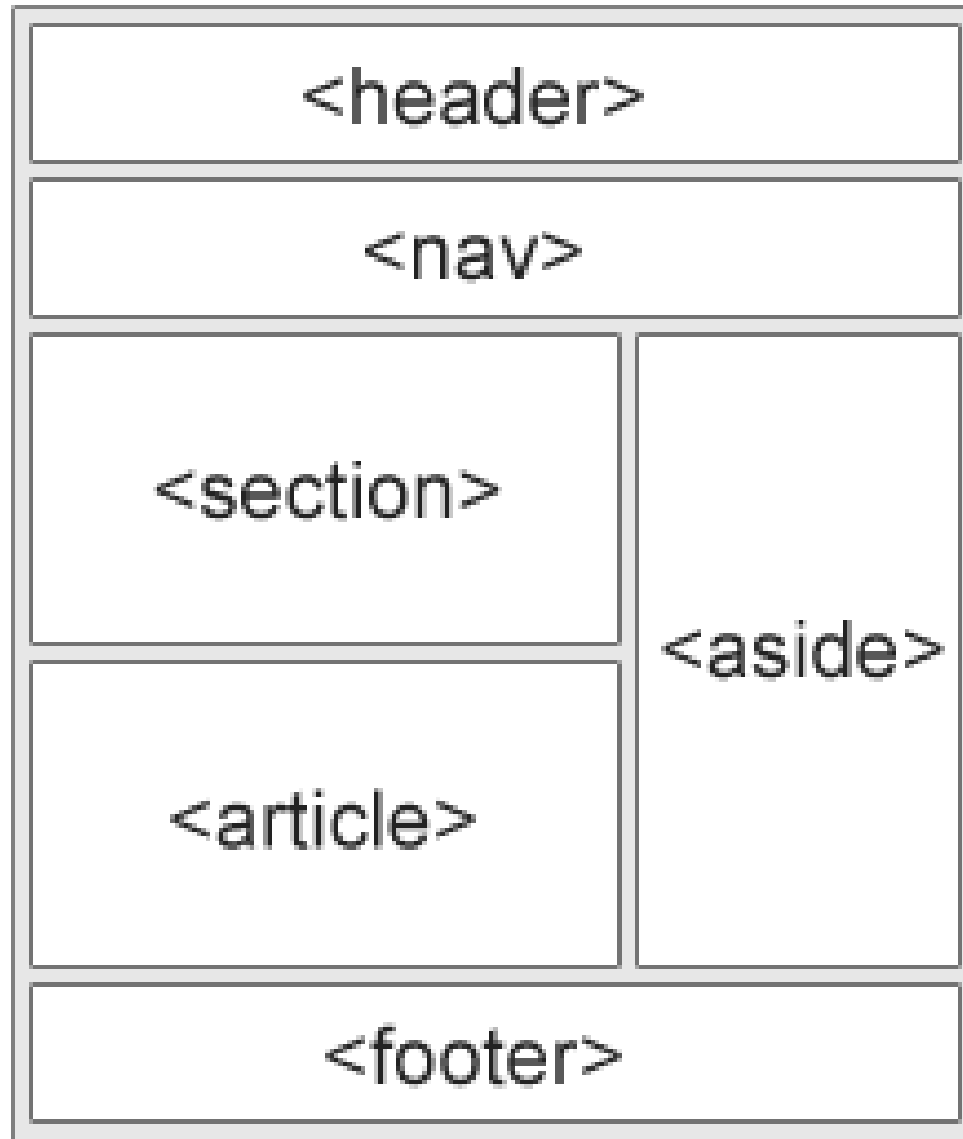 <header>
<nav>
<section>
<aside>
<article>
<footer>